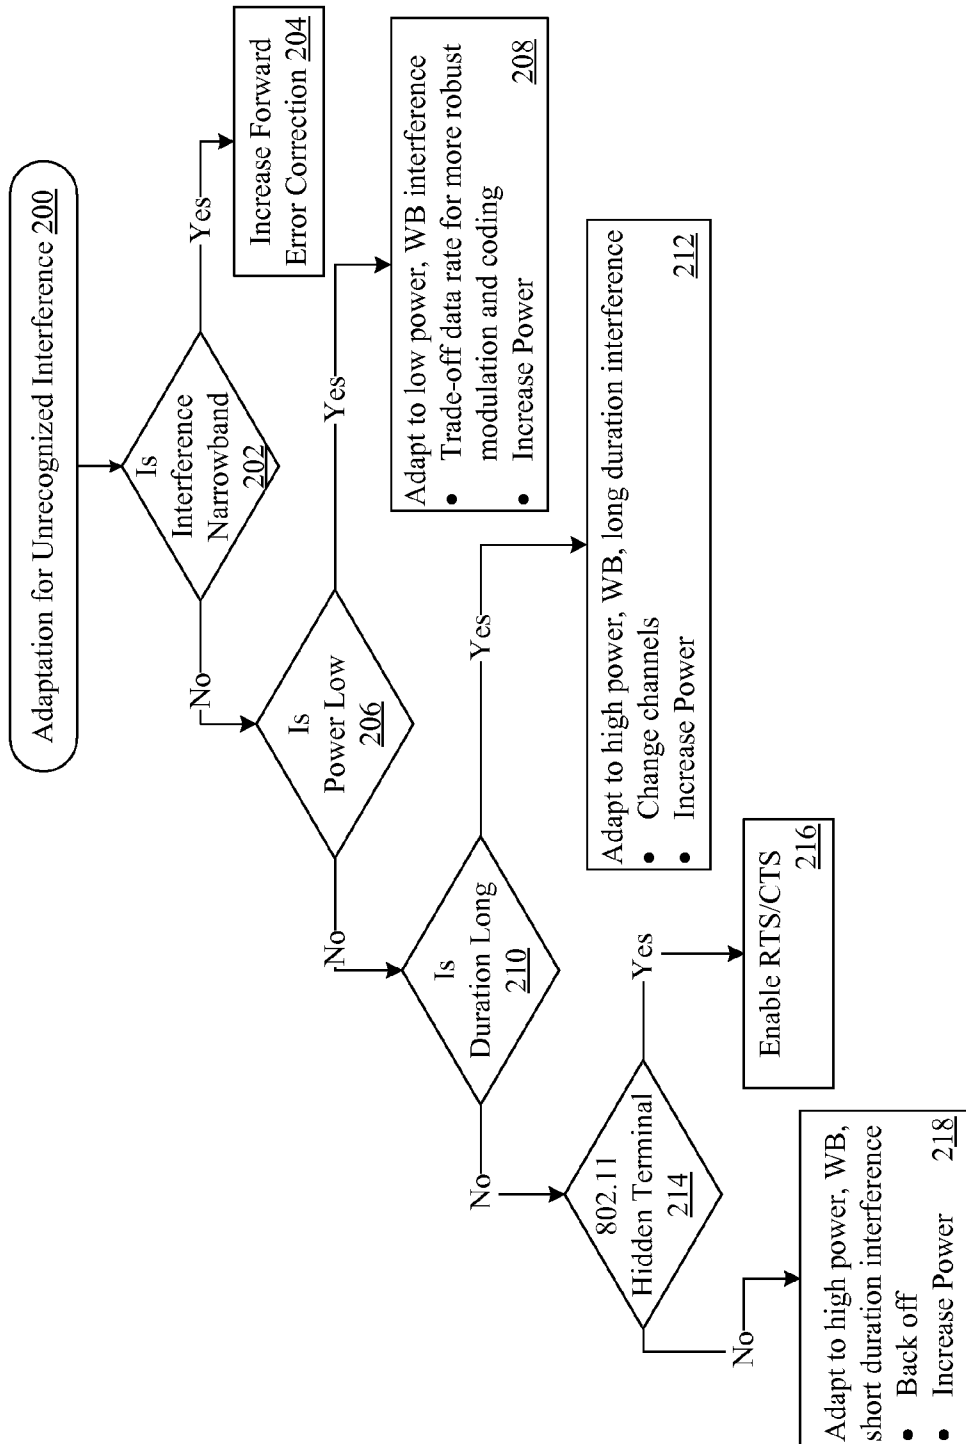 Adaptation for Unrecognized Interference 200
Is
Interference
Narrowband
202
Yes
Increase Forward
Error Correction 204
No
Is
Power Low
206
Yes
Adapt to low power, WB interference
• Trade-off data rate for more robust
modulation and coding
• Increase Power
208
No
Is
Duration Long
210
Yes
Adapt to high power, WB, long duration interference
• Change channels
• Increase Power
212
No
802.11
Hidden Terminal
214
Yes
Enable RTS/CTS
216
No
Adapt to high power, WB,
short duration interference
• Back off
• Increase Power 218